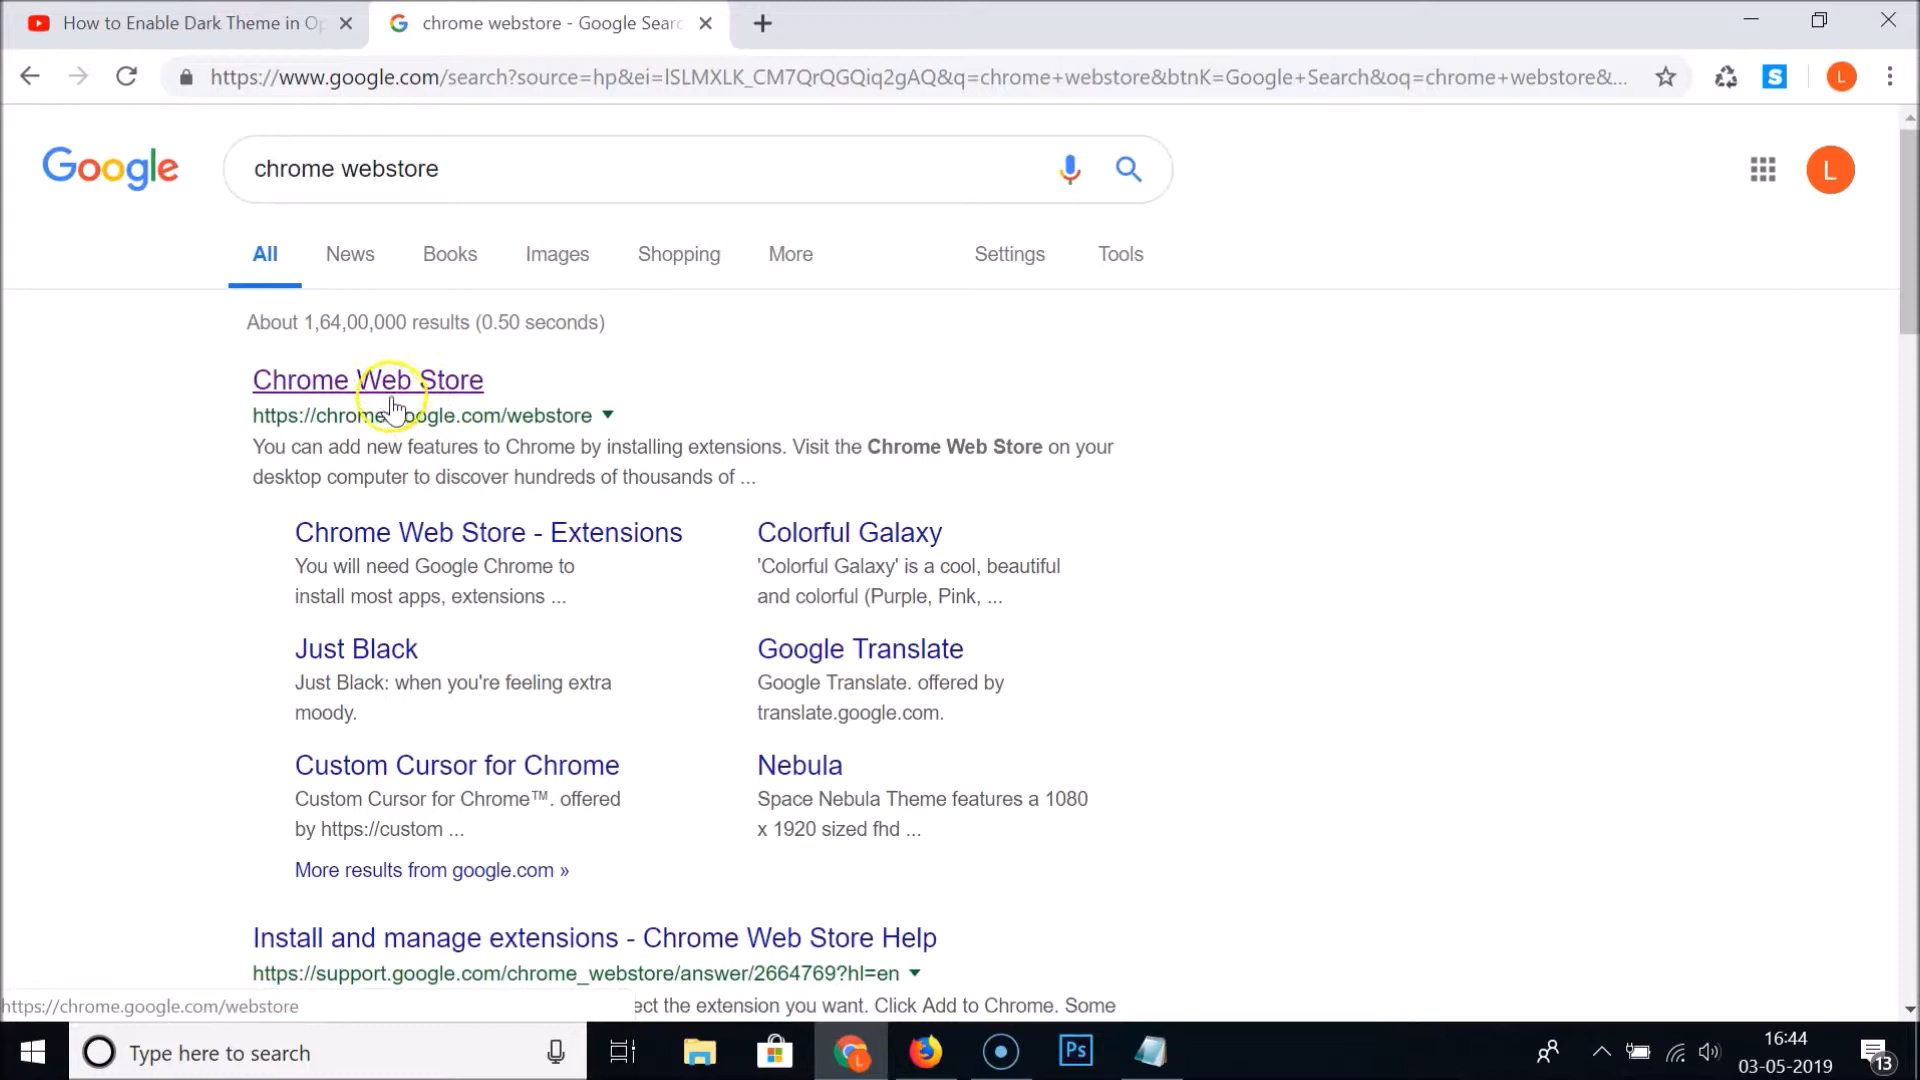 How to Enable Dark Theme in Op
chrome webstore - Google Searc
https://www.google.com/search?source=hp&ei=lSLMXLK_CM7QrQGQiq2gAQ&q=chrome+webstore&btnK=Google+Search&oq=chrome+webstore&...
S
L
Google
chrome webstore
L
All News Books Images Shopping More Settings Tools
About 1,64,00,000 results (0.50 seconds)
Chrome Web Store
https://chrome.google.com/webstore
You can add new features to Chrome by installing extensions. Visit the Chrome Web Store on your
desktop computer to discover hundreds of thousands of ...
Chrome Web Store - Extensions
You will need Google Chrome to
install most apps, extensions ...
Colorful Galaxy
'Colorful Galaxy' is a cool, beautiful
and colorful (Purple, Pink, ...
Just Black
Just Black: when you're feeling extra
moody.
Google Translate
Google Translate. offered by
translate.google.com.
Custom Cursor for Chrome
Custom Cursor for Chrome™. offered
by https://custom ...
Nebula
Space Nebula Theme features a 1080
x 1920 sized fhd ...
More results from google.com »
Install and manage extensions - Chrome Web Store Help
https://support.google.com/chrome_webstore/answer/2664769?hl=en
ect the extension you want. Click Add to Chrome. Some
https://chrome.google.com/webstore
Type here to search
L
Ps
16:44
03-05-2019
13